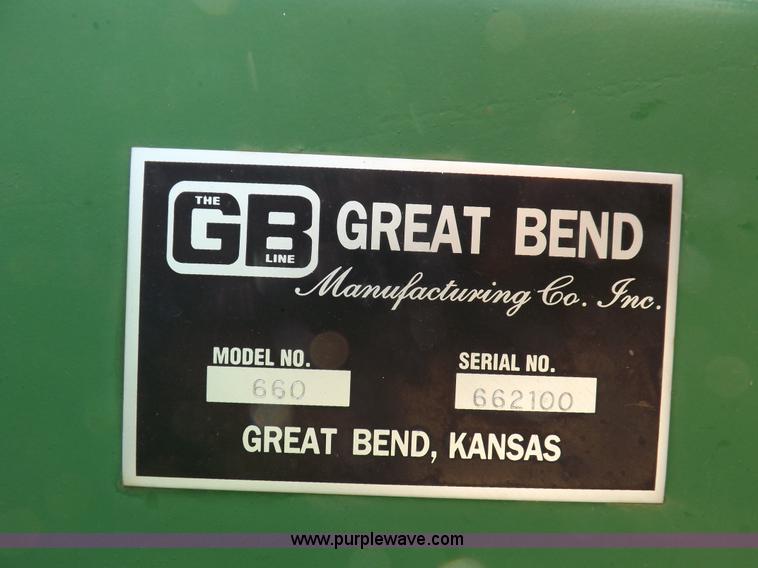 THE
GB
LINE
GREAT BEND
Manufacturing Co. Inc.
MODEL NO.
SERIAL NO.
660
662100
GREAT BEND, KANSAS
www.purplewave.com